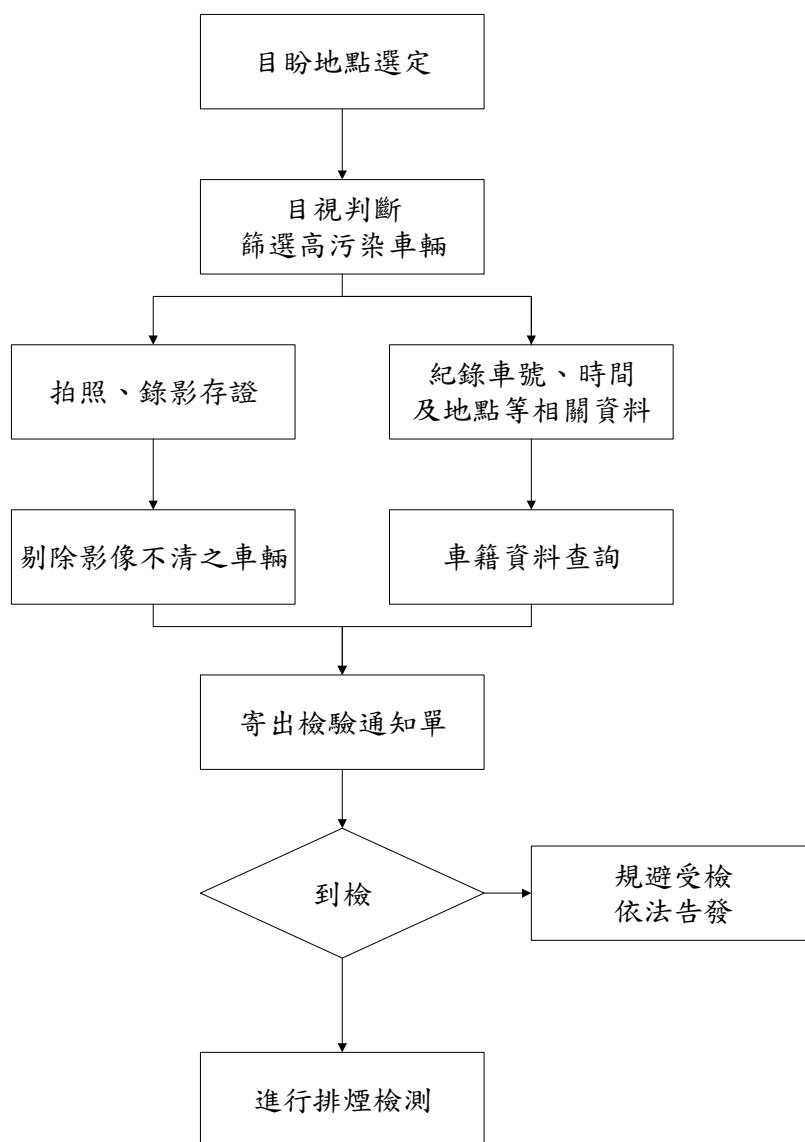 目盼地點選定
目視判斷
篩選高污染車輛
拍照、錄影存證
紀錄車號、時間
及地點等相關資料
剔除影像不清之車輛
車籍資料查詢
寄出檢驗通知單
到檢
規避受檢
依法告發
進行排煙檢測